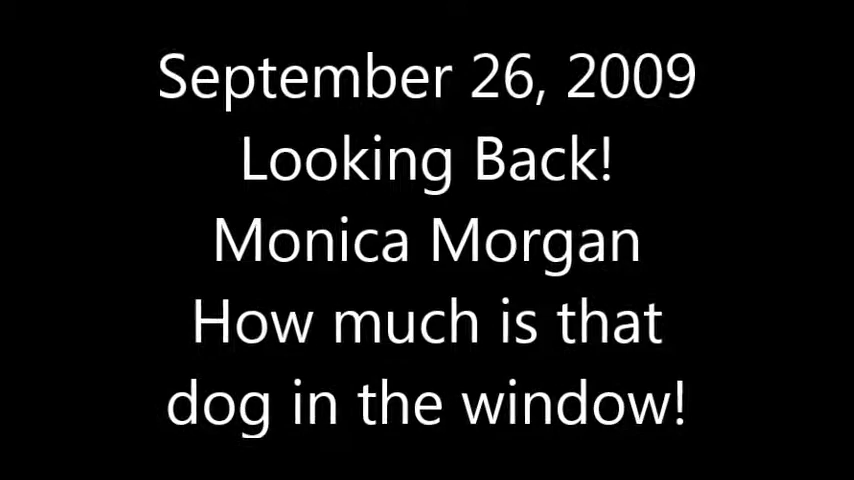 September 26, 2009
Looking Back!
Monica Morgan
How much is that
dog in the window!